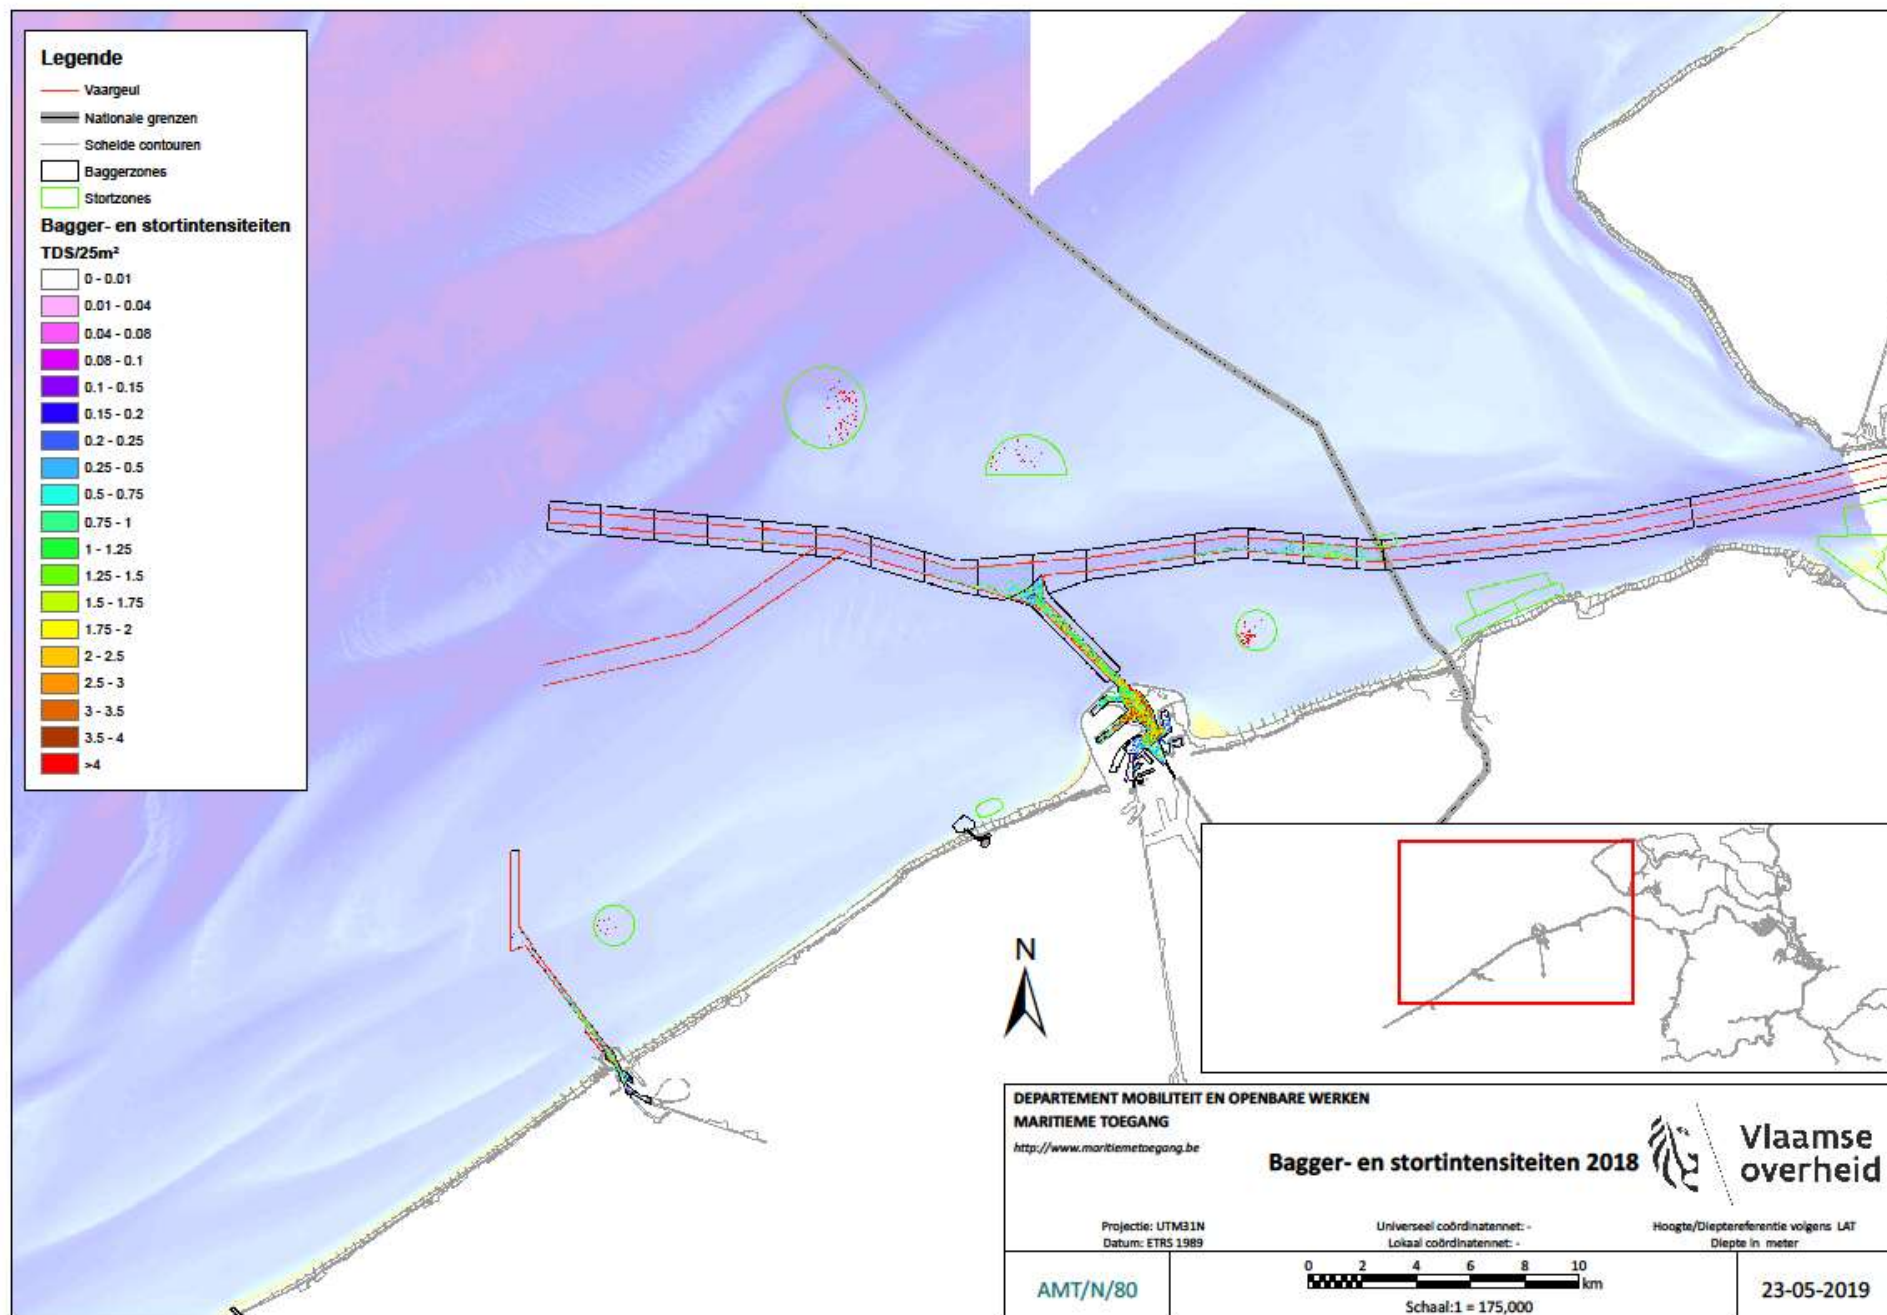 Legende
Vaargeul
Nationale grenzen
Schelde contouren
Baggerzones
Stortzones
Bagger- en stortintensiteiten
TDS/25m²
0 - 0.01
0.01 - 0.04
0.04 - 0.08
0.08 - 0.1
0.1 - 0.15
0.15 - 0.2
0.2 - 0.25
0.25 - 0.5
0.5 - 0.75
0.75 - 1
1 - 1.25
1.25 - 1.5
1.5 - 1.75
1.75 - 2
2 - 2.5
2.5 - 3
3 - 3.5
3.5 - 4
>4
N
DEPARTEMENT MOBILITEIT EN OPENBARE WERKEN
MARITIEME TOEGANG
http://www.maritiemetoegang.be
Bagger- en stortintensiteiten 2018
Vlaamse
overheid
Projectie: UTM31N
Datum: ETRS 1989
Universeel coördinatennet: -
Lokaal coördinatennet: -
Hoogte/Dieptereferentie volgens LAT
Diepte in meter
AMT/N/80
0 2 4 6 8 10
km
Schaal:1 = 175,000
23-05-2019